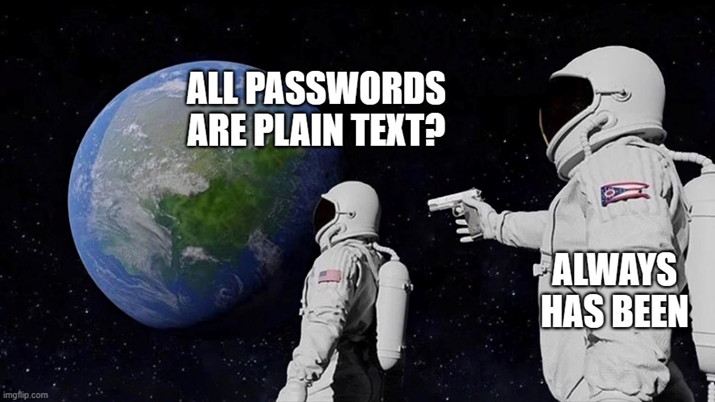 ALL PASSWORDS
ARE PLAIN TEXT?
ALWAYS
HAS BEEN
imgflip.com